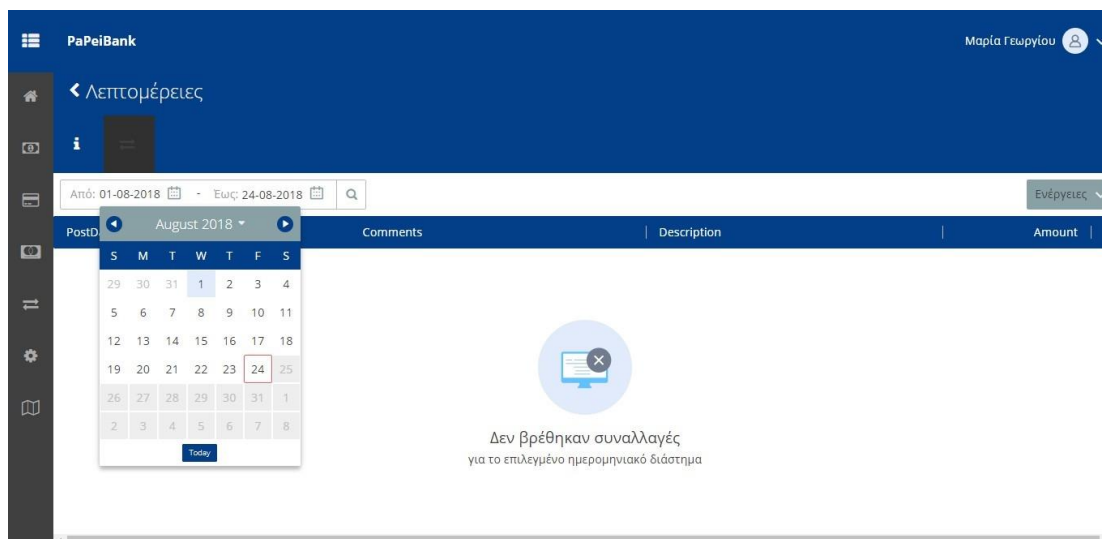 PaPeiBank
Μαρία Γεωργίου
Λεπτομέρειες
i
Από: 01-08-2018 - Έως: 24-08-2018
Ενέργειες
Comments Description Amount
August 2018
S M T W T F S
29 30 31 1 2 3 4
5 6 7 8 9 10 11
12 13 14 15 16 17 18
19 20 21 22 23 24 25
26 27 28 29 30 31 1
2 3 4 5 6 7 8
Today
Δεν βρέθηκαν συναλλαγές
για το επιλεγμένο ημερομηνιακό διάστημα